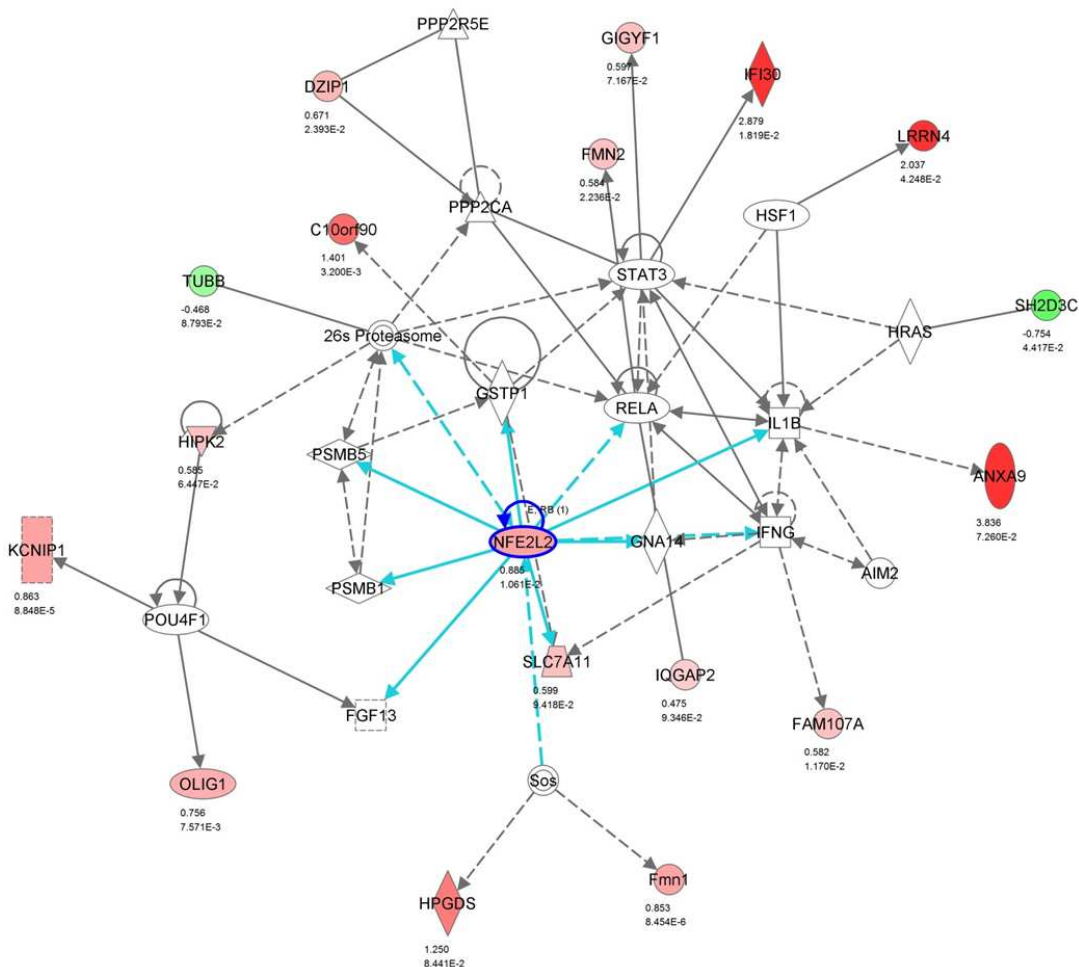 PPP2R5E
GIGYF1
0.597
7.167E-2
IFI30
2.879
1.819E-2
DZIP1
0.671
2.393E-2
LRRN4
2.037
4.248E-2
FMN2
0.584
2.236E-2
PPP2CA
HSF1
C10orf90
1.401
3.200E-3
STAT3
TUBB
-0.468
8.793E-2
SH2D3C
-0.754
4.417E-2
26s Proteasome
HRAS
GSTP1
RELA
IL1B
HIPK2
0.585
6.447E-2
PSMB5
ANXA9
3.836
7.260E-2
E, RB (1)
NFE2L2
0.885
1.061E-2
GNA14
IFNG
KCNIP1
0.863
8.848E-5
AIM2
PSMB1
POU4F1
SLC7A11
0.599
9.418E-2
IQGAP2
0.475
9.346E-2
FGF13
FAM107A
0.582
1.170E-2
OLIG1
0.756
7.571E-3
Sos
HPGDS
1.250
8.441E-2
Fmn1
0.853
8.454E-6